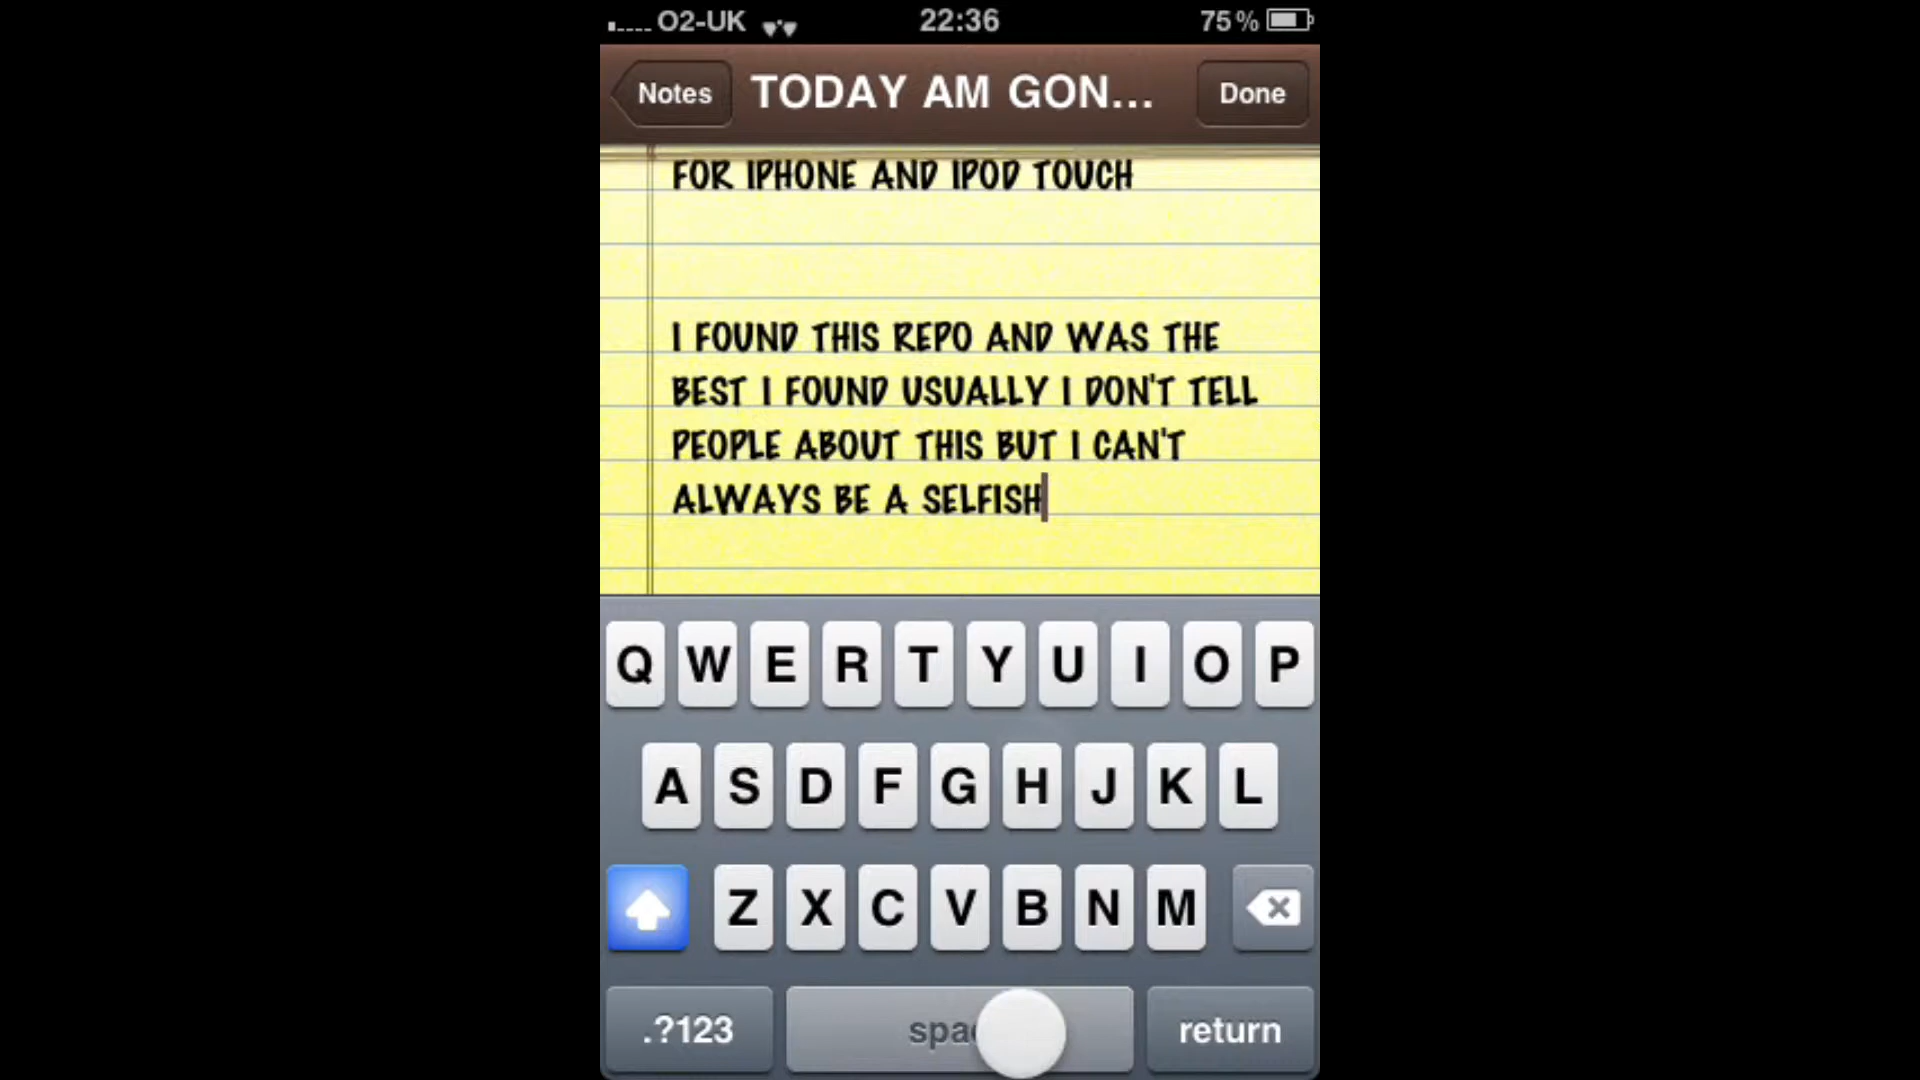 O2-UK 22:36 75%
Notes TODAY AM GON... Done
FOR IPHONE AND IPOD TOUCH
I FOUND THIS REPO AND WAS THE
BEST I FOUND USUALLY I DON'T TELL
PEOPLE ABOUT THIS BUT I CAN'T
ALWAYS BE A SELFISH
Q W E R T Y U I O P
A S D F G H J K L
Z X C V B N M
.?123 spa return